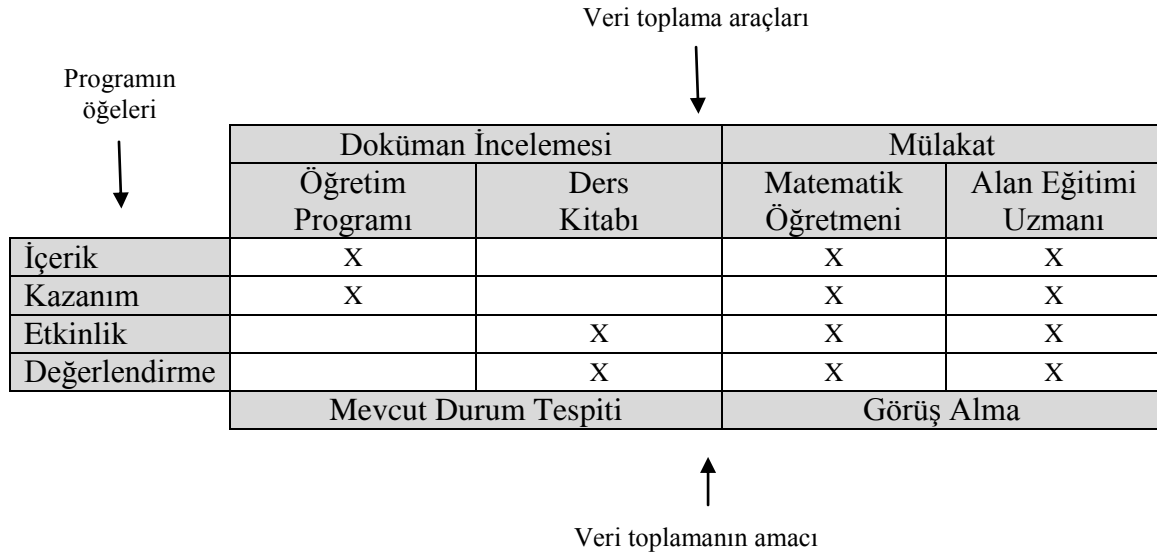 Veri toplama araçları
Programın
öğeleri
Doküman İncelemesi Mülakat
Öğretim Ders Matematik Alan Eğitimi
Programı Kitabı Öğretmeni Uzmanı
İçerik X X X
Kazanım X X X
Etkinlik X X X
Değerlendirme X X X
Mevcut Durum Tespiti Görüş Alma
Veri toplamanın amacı